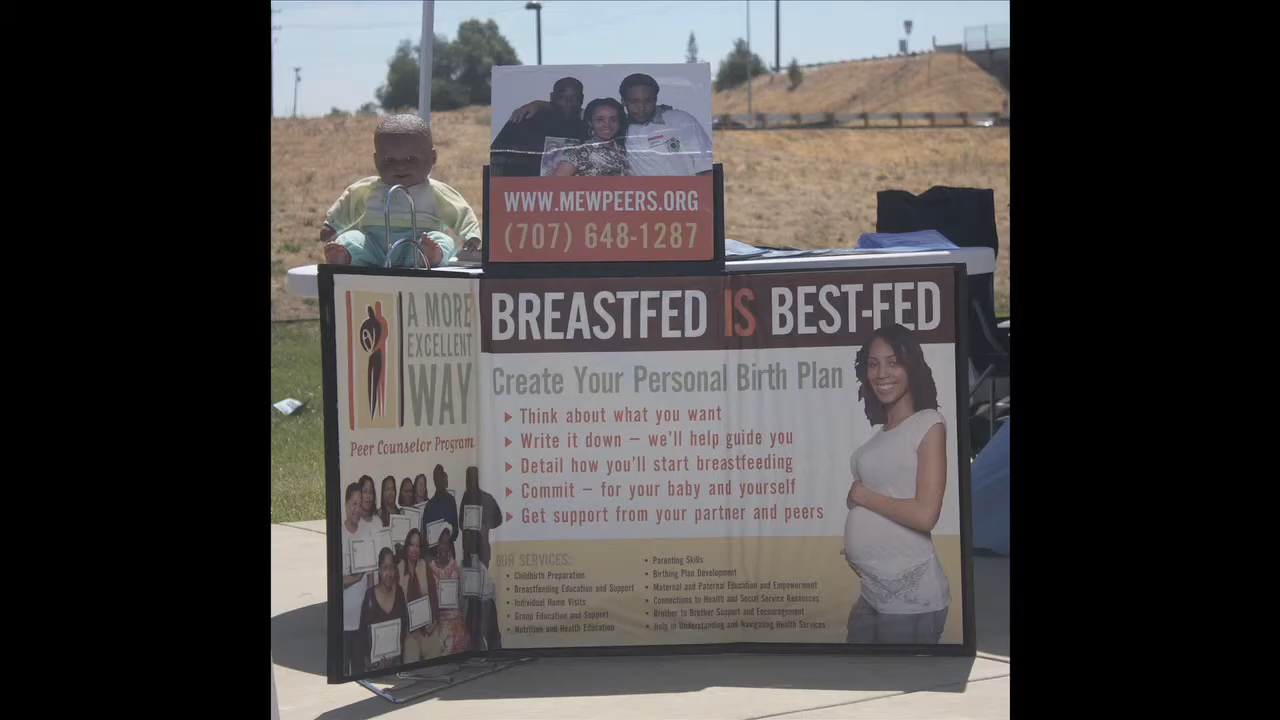 WWW.MEWPEERS.ORG
(707) 648-1287
A MORE
EXCELLENT
WAY
Peer Counselor Program
BREASTFED IS BEST-FED
Create Your Personal Birth Plan
Think about what you want
Write it down – we'll help guide you
Detail how you'll start breastfeeding
Commit – for your baby and yourself
Get support from your partner and peers
OUR SERVICES:
• Childbirth Preparation
• Breastfeeding Education and Support
• Individual Home Visits
• Group Education and Support
• Nutrition and Health Education
• Parenting Skills
• Birthing Plan Development
• Maternal and Paternal Education and Empowerment
• Connections to Health and Social Service Resources
• Brother to Brother Support and Encouragement
• Help in Understanding and Navigating Health Services